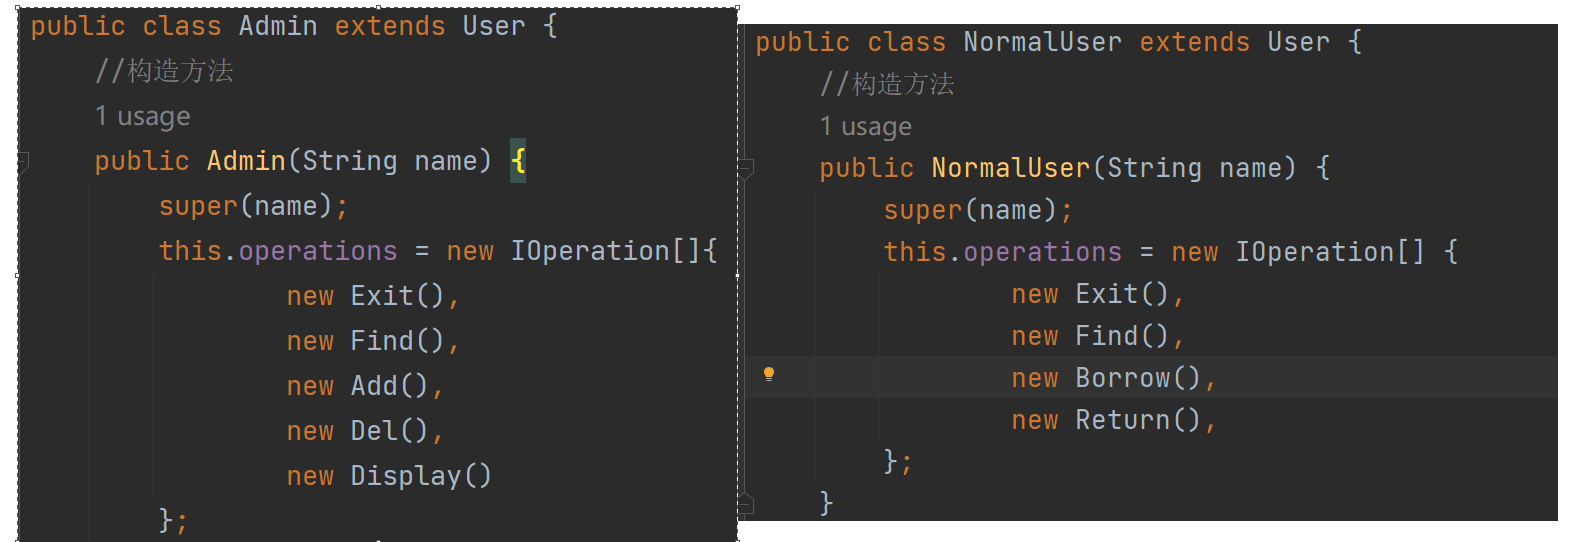 public class Admin extends User {
//构造方法
1 usage
public Admin(String name) {
super(name);
this.operations = new IOperation[]{
new Exit(),
new Find(),
new Add(),
new Del(),
new Display()
};
public class NormalUser extends User {
//构造方法
1 usage
public NormalUser(String name) {
super(name);
this.operations = new IOperation[] {
new Exit(),
new Find(),
new Borrow(),
new Return(),
};
}